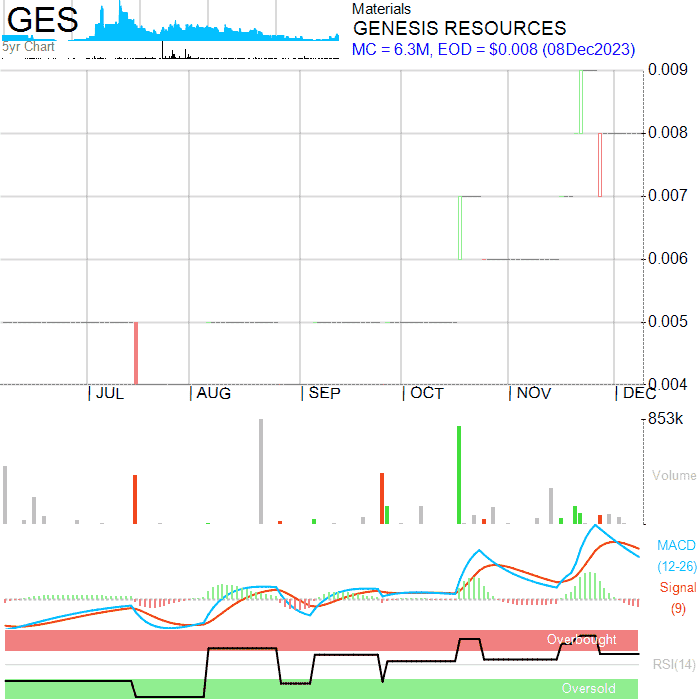 GES
5yr Chart
Materials
GENESIS RESOURCES
MC = 6.3M, EOD = $0.008 (08Dec2023)
0.009
0.008
0.007
0.006
0.005
0.004
JUL AUG SEP OCT NOV DEC
853k
Volume
MACD
(12-26)
Signal
(9)
Overbought
RSI(14)
Oversold